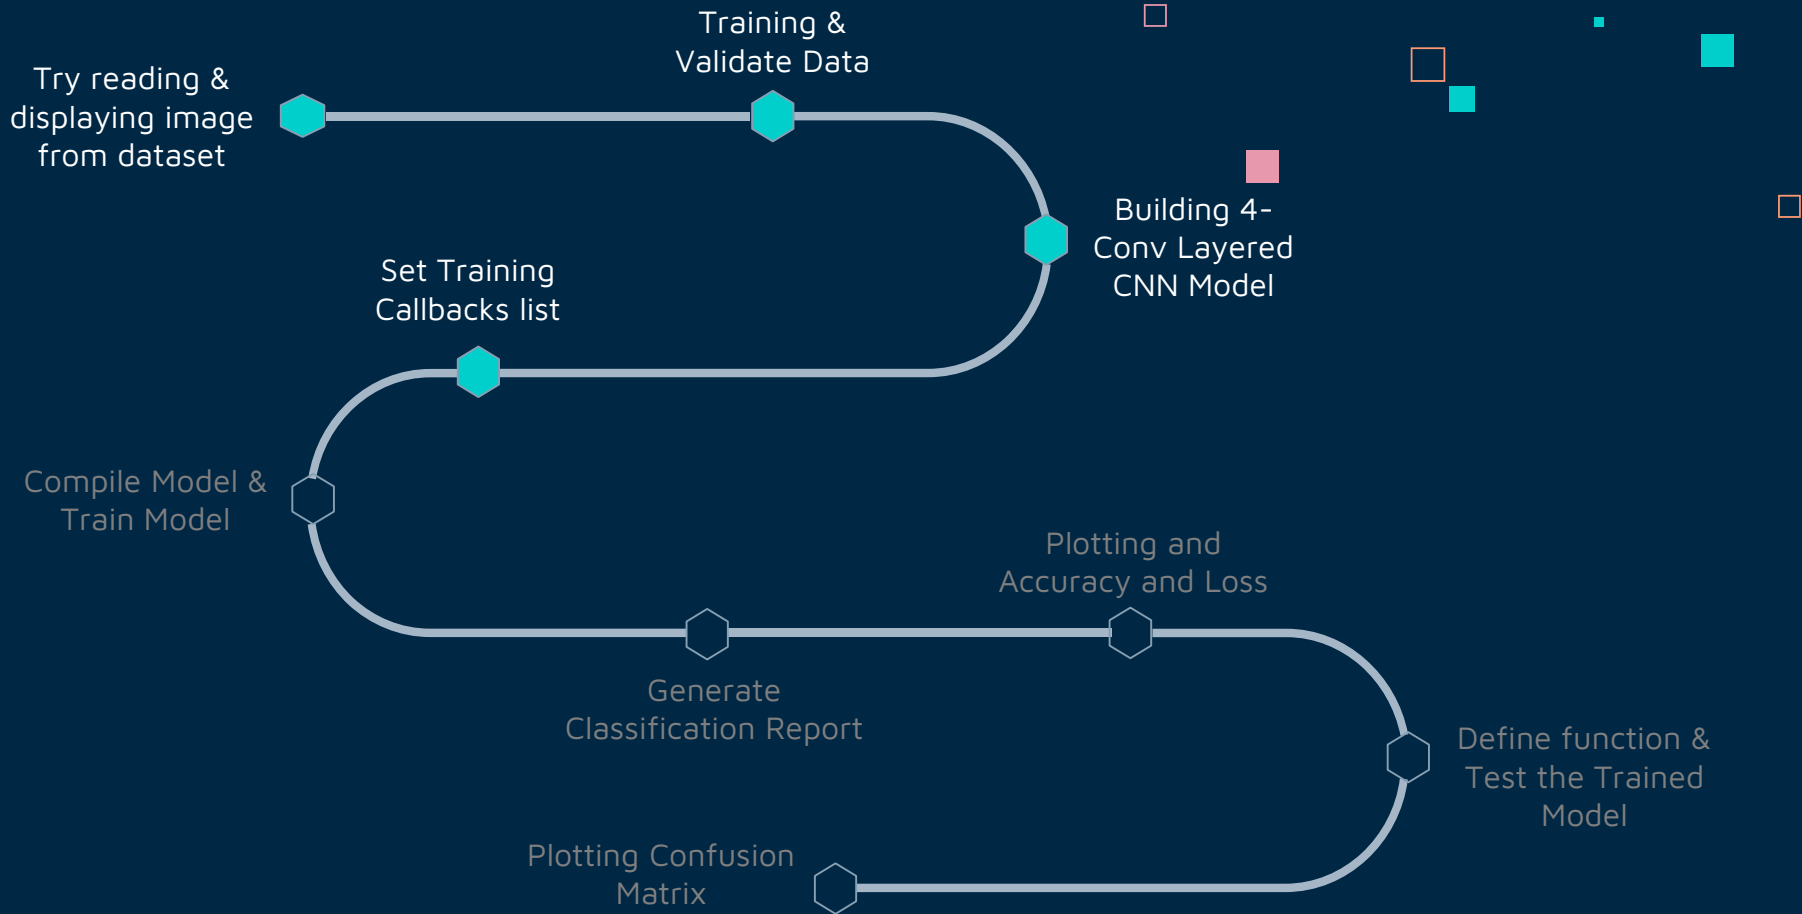 Try reading &
displaying image
from dataset
Training &
Validate Data
Building 4-
Conv Layered
CNN Model
Set Training
Callbacks list
Compile Model &
Train Model
Generate
Classification Report
Plotting and
Accuracy and Loss
Define function &
Test the Trained
Model
Plotting Confusion
Matrix